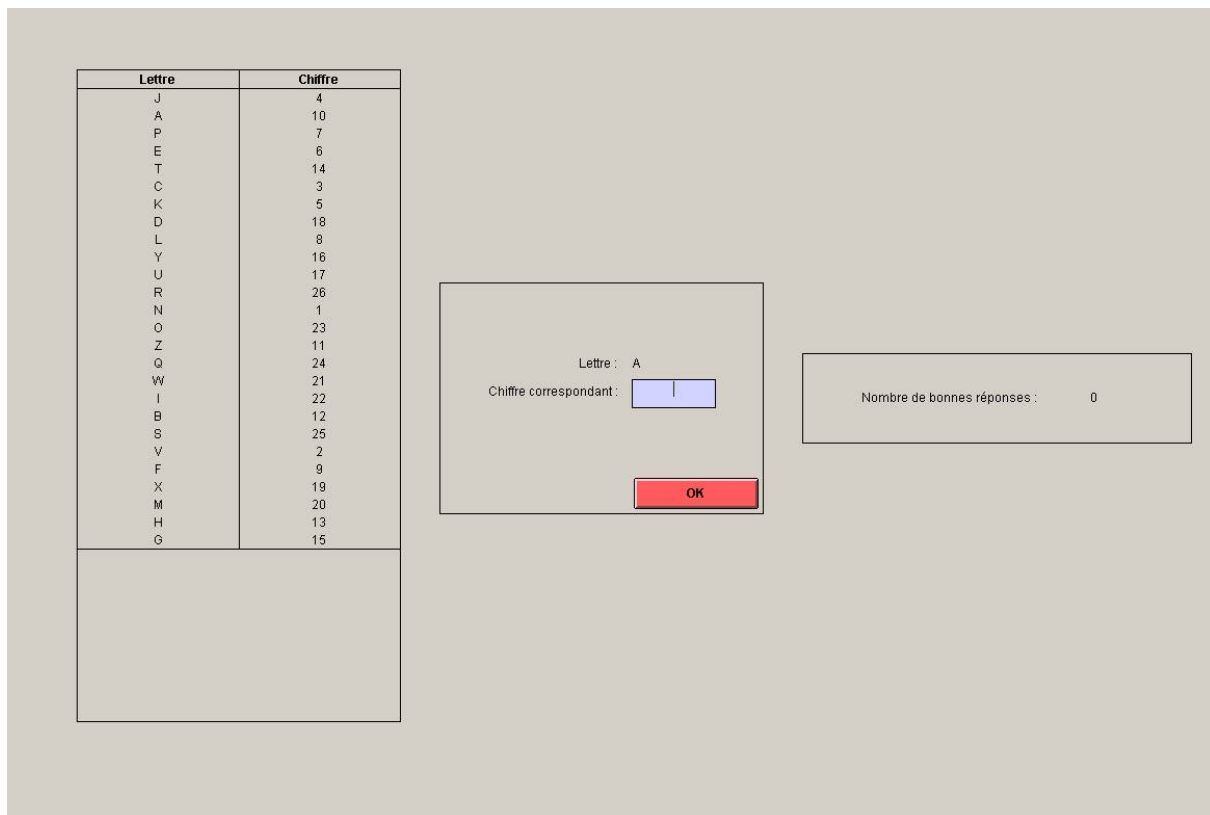 Lettre Chiffre
J 4
A 10
P 7
E 6
T 14
C 3
K 5
D 18
L 8
Y 16
U 17
R 26
N 1
O 23
Z 11
Q 24
W 21
I 22
B 12
S 25
V 2
F 9
X 19
M 20
H 13
G 15
Lettre : A
Chiffre correspondant :
OK
Nombre de bonnes réponses : 0